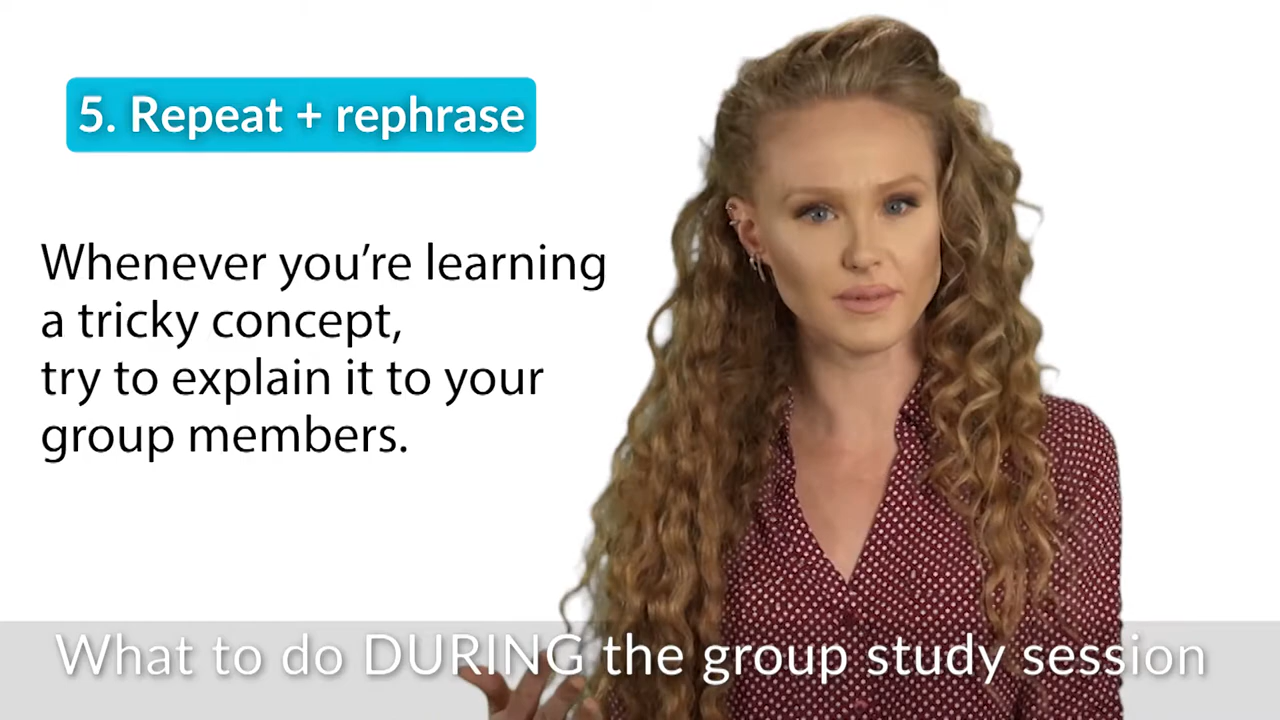 5. Repeat + rephrase
Whenever you’re learning
a tricky concept,
try to explain it to your
group members.
What to do DURING the group study session